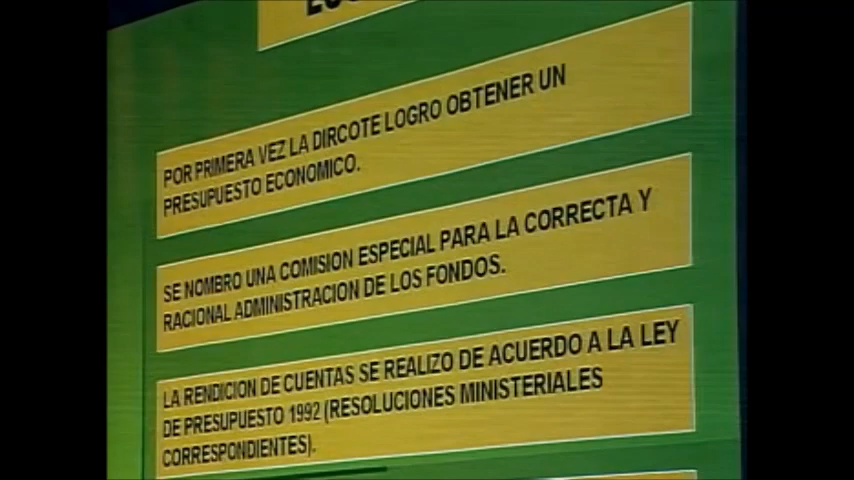 POR PRIMERA VEZ LA DIRCOTE LOGRO OBTENER UN
PRESUPUESTO ECONOMICO.
SE NOMBRO UNA COMISION ESPECIAL PARA LA CORRECTA Y
RACIONAL ADMINISTRACION DE LOS FONDOS.
LA RENDICION DE CUENTAS SE REALIZO DE ACUERDO A LA LEY
DE PRESUPUESTO 1992 (RESOLUCIONES MINISTERIALES
CORRESPONDIENTES).